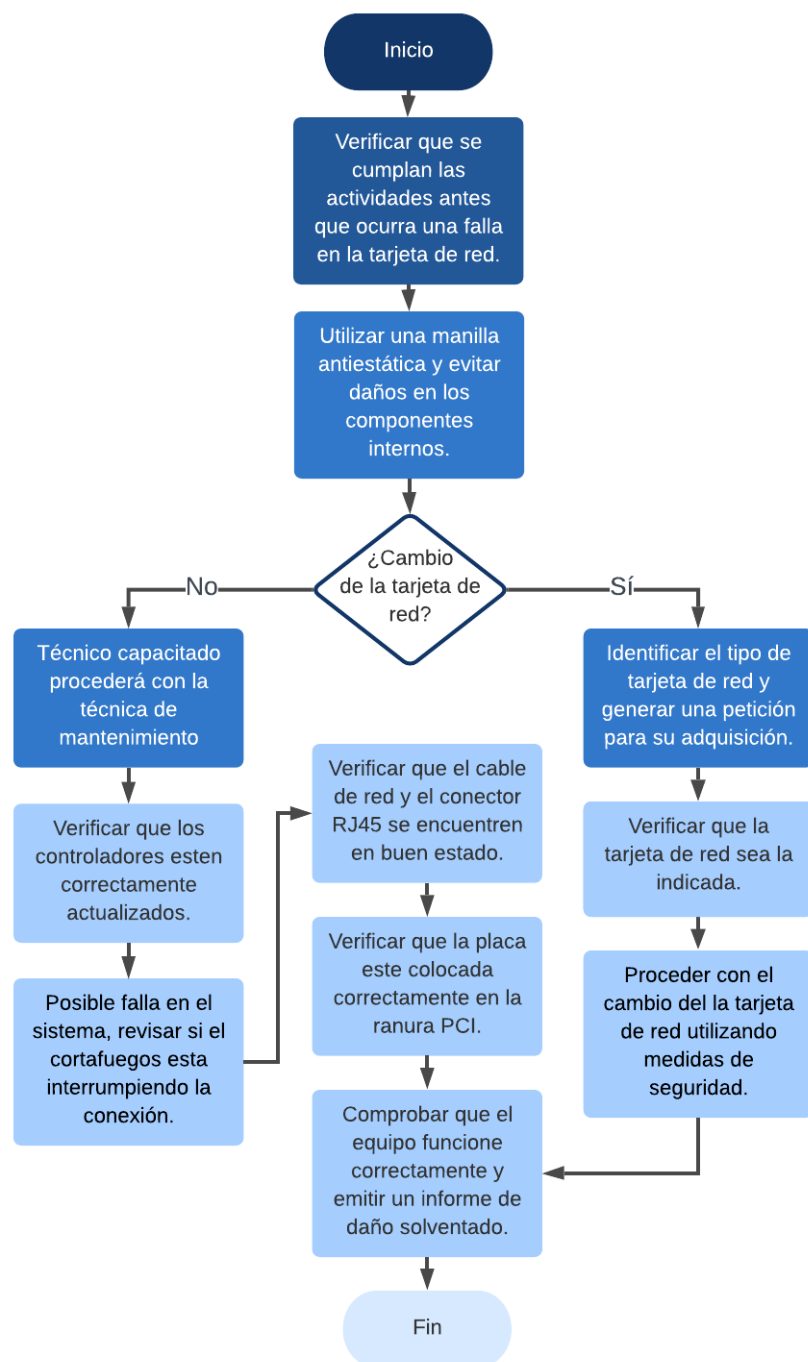 Inicio
Verificar que se
cumplan las
actividades antes
que ocurra una falla
en la tarjeta de red.
Utilizar una manilla
antiestática y evitar
daños en los
componentes
internos.
¿Cambio
de la tarjeta de
red?
No
Sí
Técnico capacitado
procederá con la
técnica de
mantenimiento
Verificar que los
controladores esten
correctamente
actualizados.
Posible falla en el
sistema, revisar si el
cortafuegos esta
interrumpiendo la
conexión.
Verificar que el cable
de red y el conector
RJ45 se encuentren
en buen estado.
Verificar que la placa
este colocada
correctamente en la
ranura PCI.
Identificar el tipo de
tarjeta de red y
generar una petición
para su adquisición.
Verificar que la
tarjeta de red sea la
indicada.
Proceder con el
cambio del la tarjeta
de red utilizando
medidas de
seguridad.
Comprobar que el
equipo funcione
correctamente y
emitir un informe de
daño solventado.
Fin